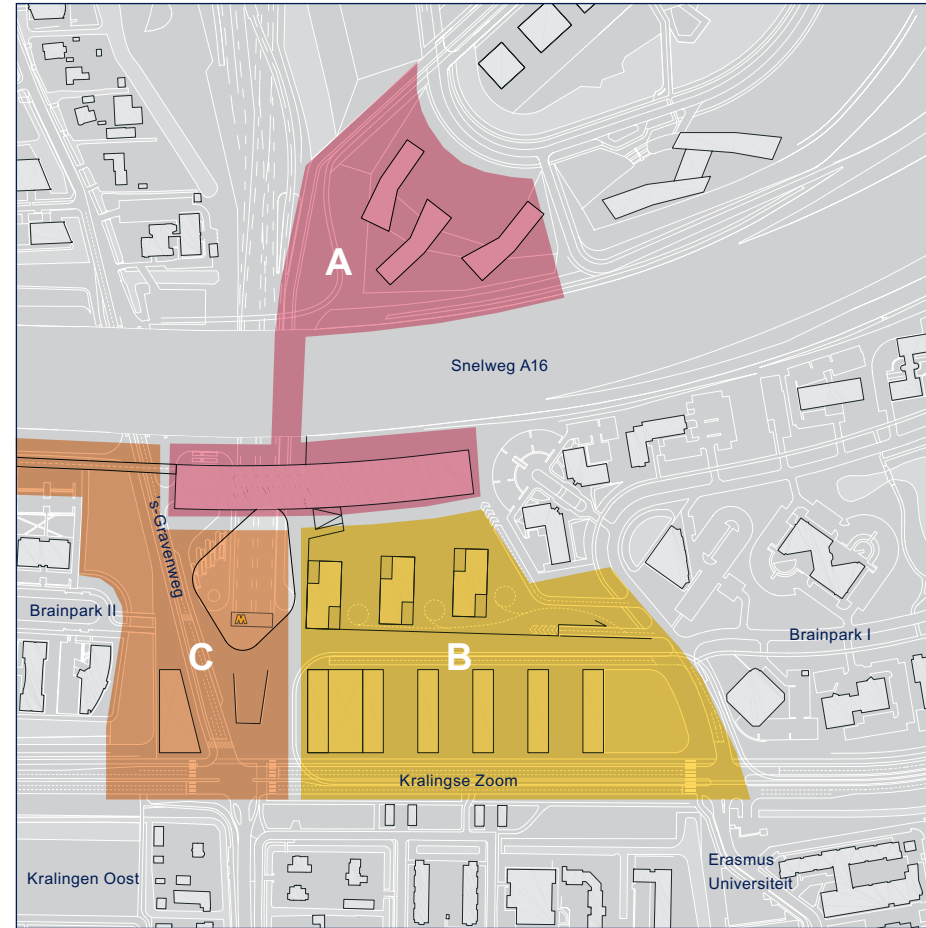 A
Snelweg A16
's-Gravenweg
Brainpark II
M
Brainpark I
C
B
Kralingse Zoom
Kralingen Oost
Erasmus
Universiteit